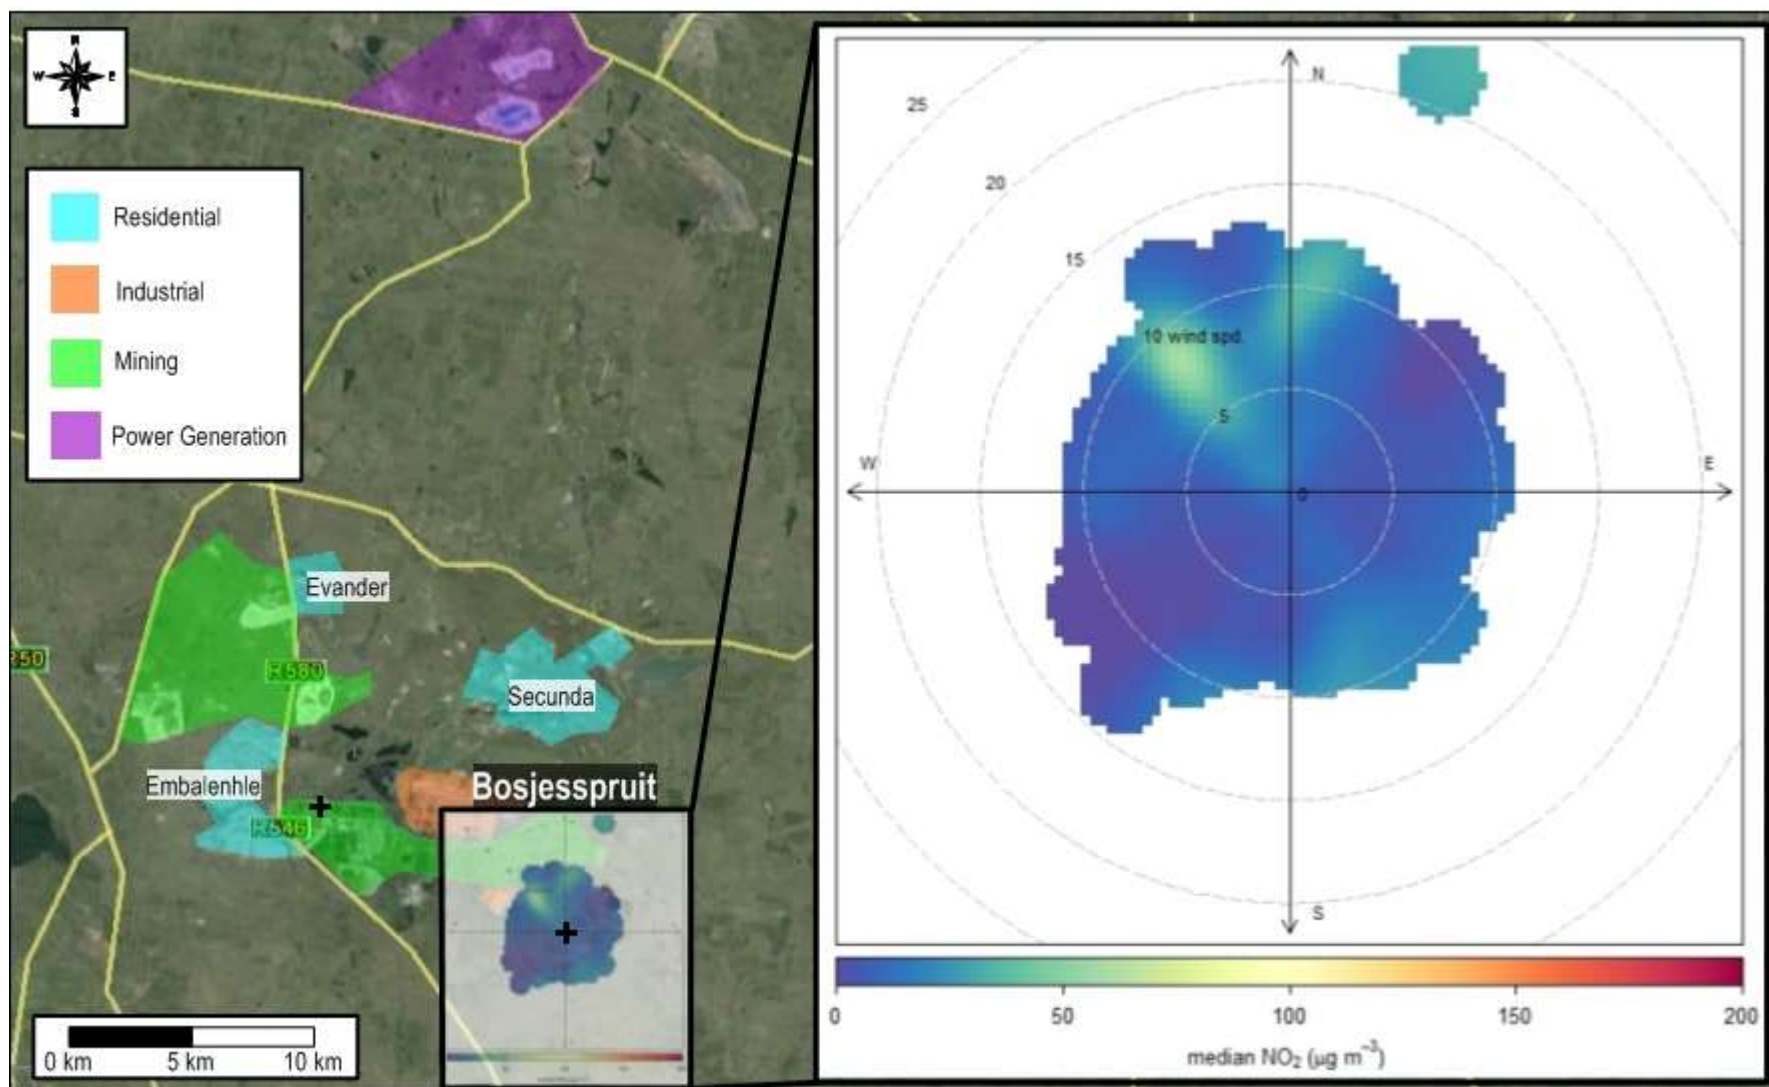 N
W E
S
Residential
Industrial
Mining
Power Generation
Evander
R50
R580
Secunda
Embalenhle
Bosjesspruit
R546
0 km 5 km 10 km
N
25
20
15
10 wind spd.
5
W E
0
S
0 50 100 150 200
median NO₂ (µg m⁻³)